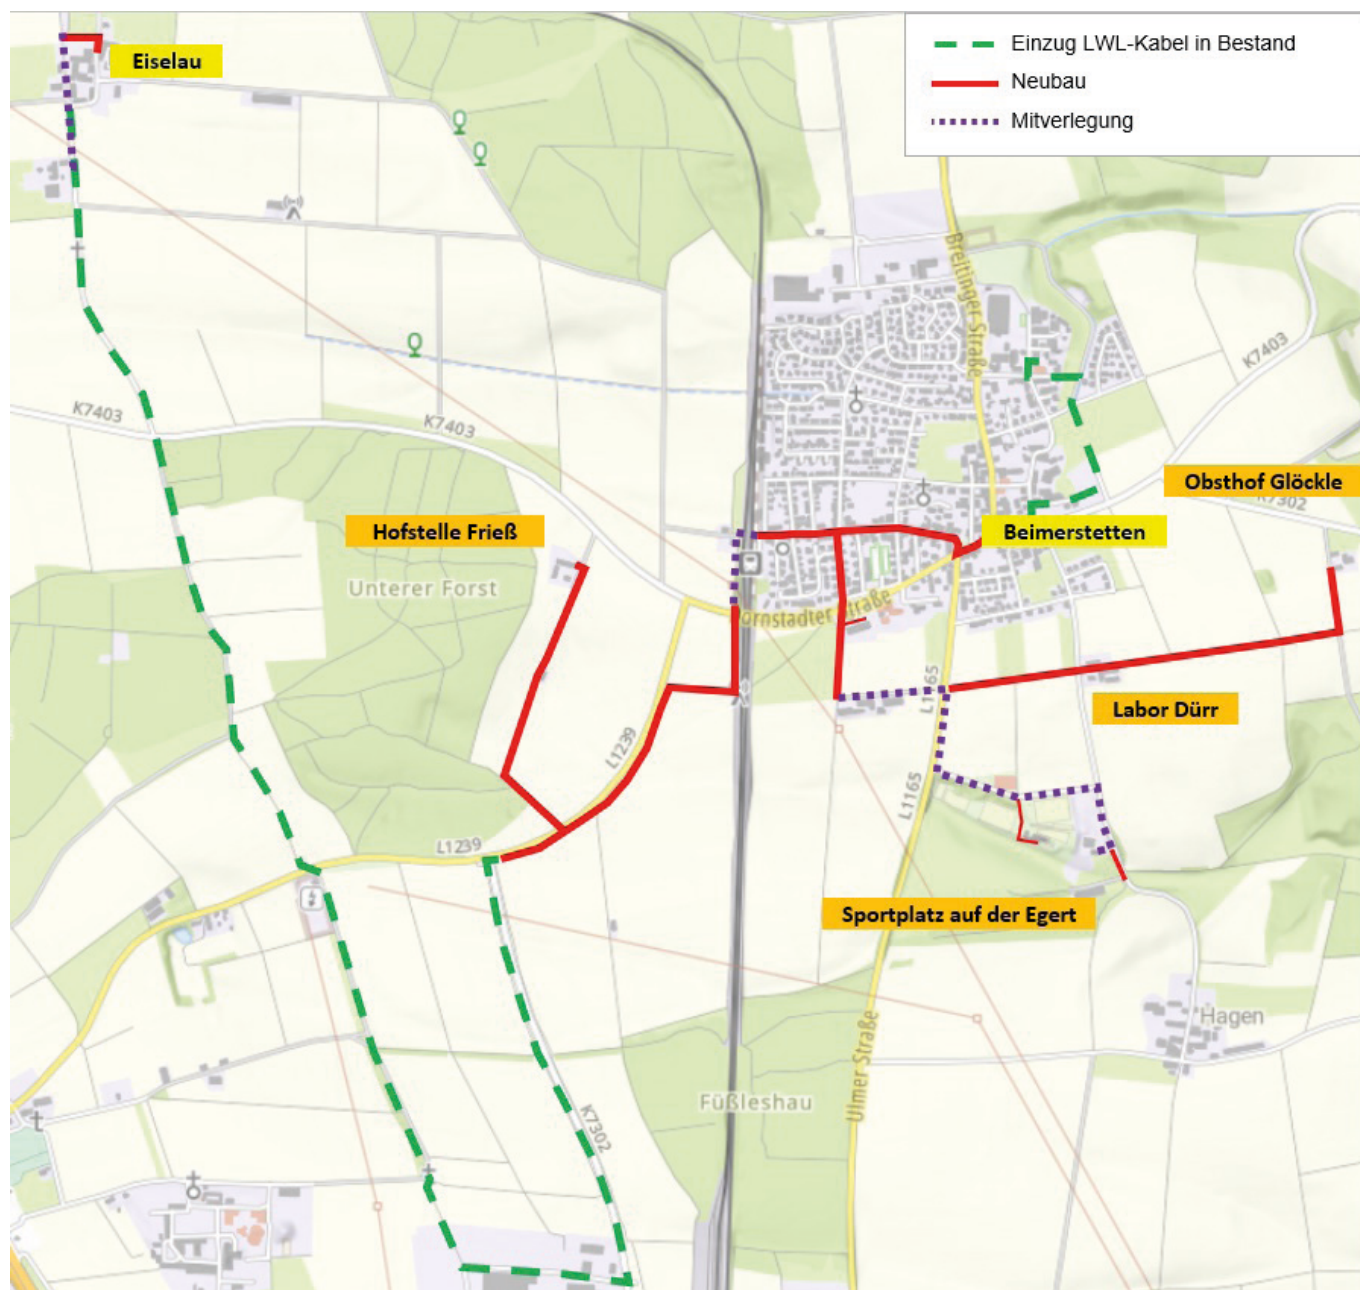 Einzug LWL-Kabel in Bestand
Neubau
Mitverlegung
Eiselau
Breitinger Straße
K7403
K7403
K7403
Obsthof Glöckle
K7302
Hofstelle Frieß
Beimerstetten
Unterer Forst
Dornstadter Straße
L1165
Labor Dürr
L1239
L1165
L1239
Sportplatz auf der Egert
Hagen
Ulmer Straße
Füßleshau
K7302